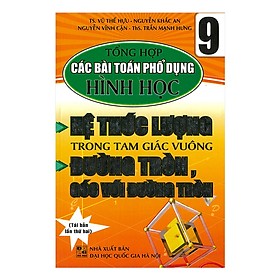 TS. VŨ THẾ HỰU - NGUYỄN KHẮC AN
NGUYỄN VĨNH CẬN - ThS. TRẦN MẠNH HƯNG
9
TỔNG HỢP
CÁC BÀI TOÁN PHỔ DỤNG
HÌNH HỌC
HỆ THỨC LƯỢNG
TRONG TAM GIÁC VUÔNG
ĐƯỜNG TRÒN,
GÓC VỚI ĐƯỜNG TRÒN
(Tái bản
lần thứ hai)
NHÀ XUẤT BẢN
ĐẠI HỌC QUỐC GIA HÀ NỘI